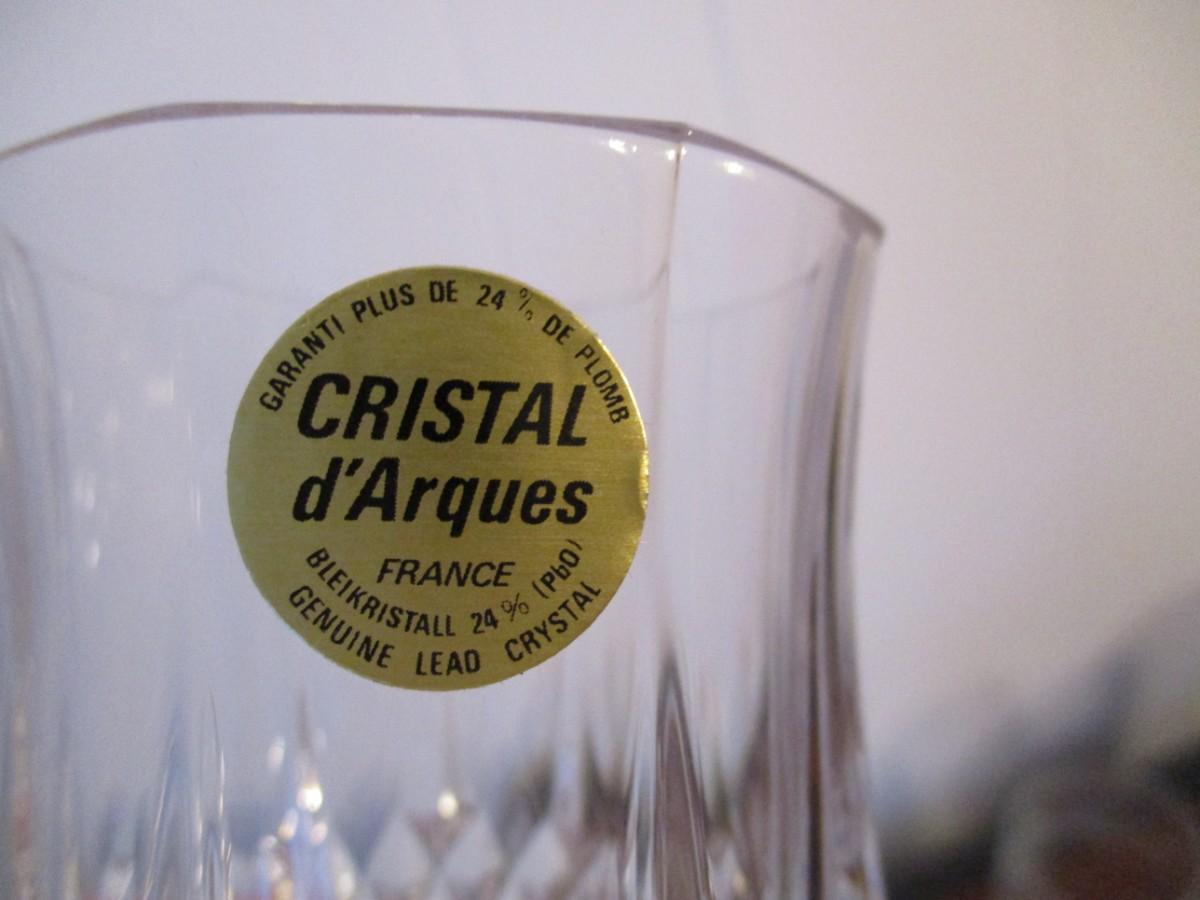 GARANTI PLUS DE 24 % DE PLOMB
CRISTAL
d'Arques
FRANCE
BLEIKRISTALL 24 % (PbO)
GENUINE LEAD CRYSTAL